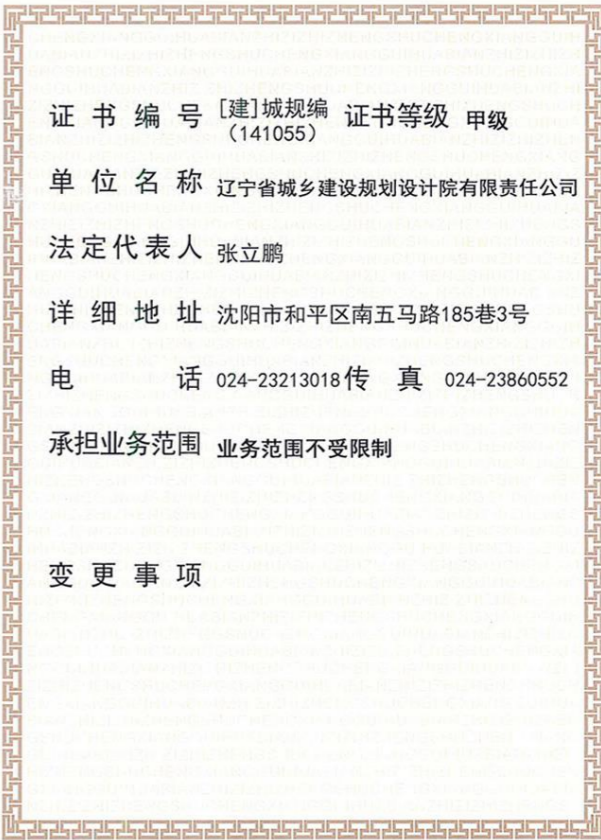 证书编号 [建]城规编（141055） 证书等级 甲级
单位名称 辽宁省城乡建设规划设计院有限责任公司
法定代表人 张立鹏
详细地址 沈阳市和平区南五马路185巷3号
电话 024-23213018 传真 024-23860552
承担业务范围 业务范围不受限制
变更事项